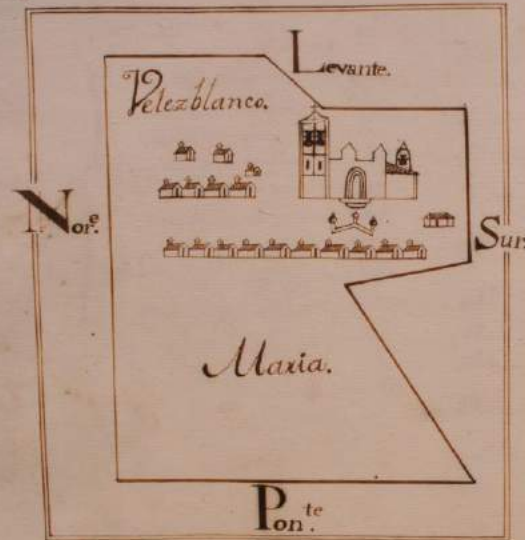 Levante.
Velezblanco.
Nor.e
Sur.
Maria.
Pon.te